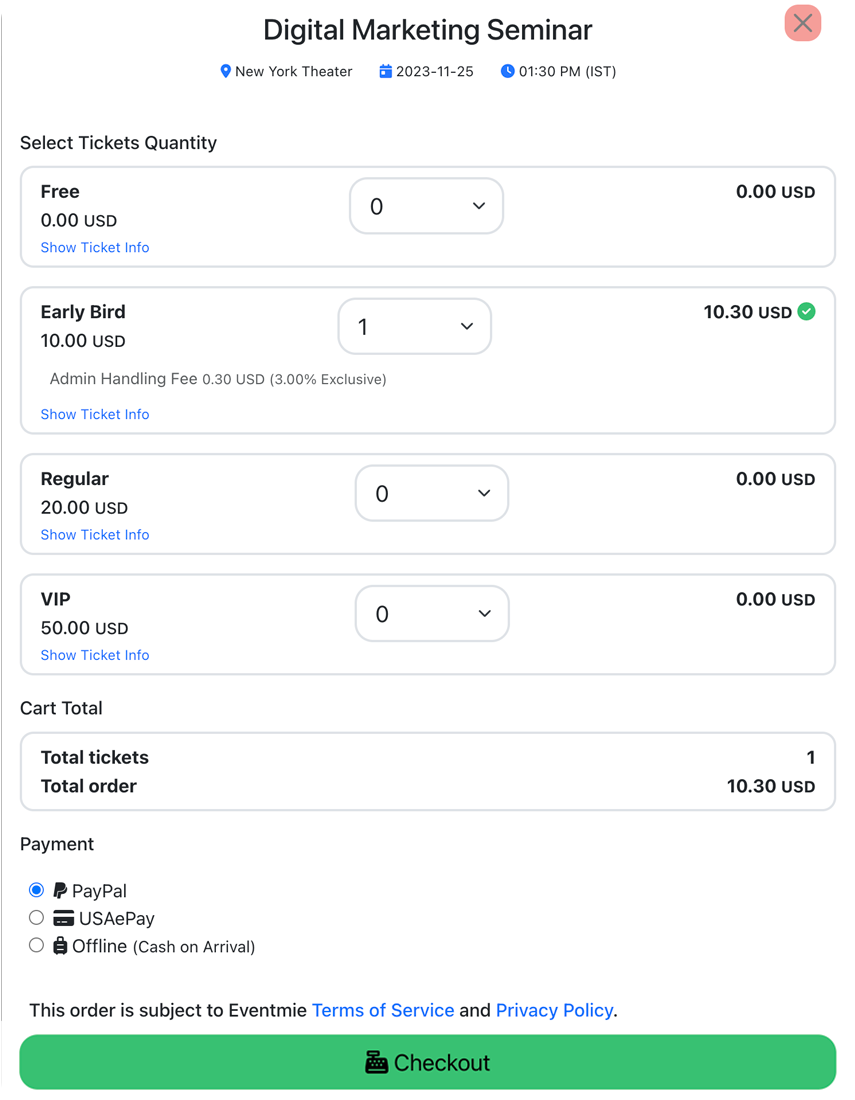 Digital Marketing Seminar
New York Theater 2023-11-25 01:30 PM (IST)
Select Tickets Quantity
Free 0 0.00 USD
0.00 USD
Show Ticket Info
Early Bird 1 10.30 USD
10.00 USD
Admin Handling Fee 0.30 USD (3.00% Exclusive)
Show Ticket Info
Regular 0 0.00 USD
20.00 USD
Show Ticket Info
VIP 0 0.00 USD
50.00 USD
Show Ticket Info
Cart Total
Total tickets 1
Total order 10.30 USD
Payment
PayPal
USAePay
Offline (Cash on Arrival)
This order is subject to Eventmie Terms of Service and Privacy Policy.
Checkout